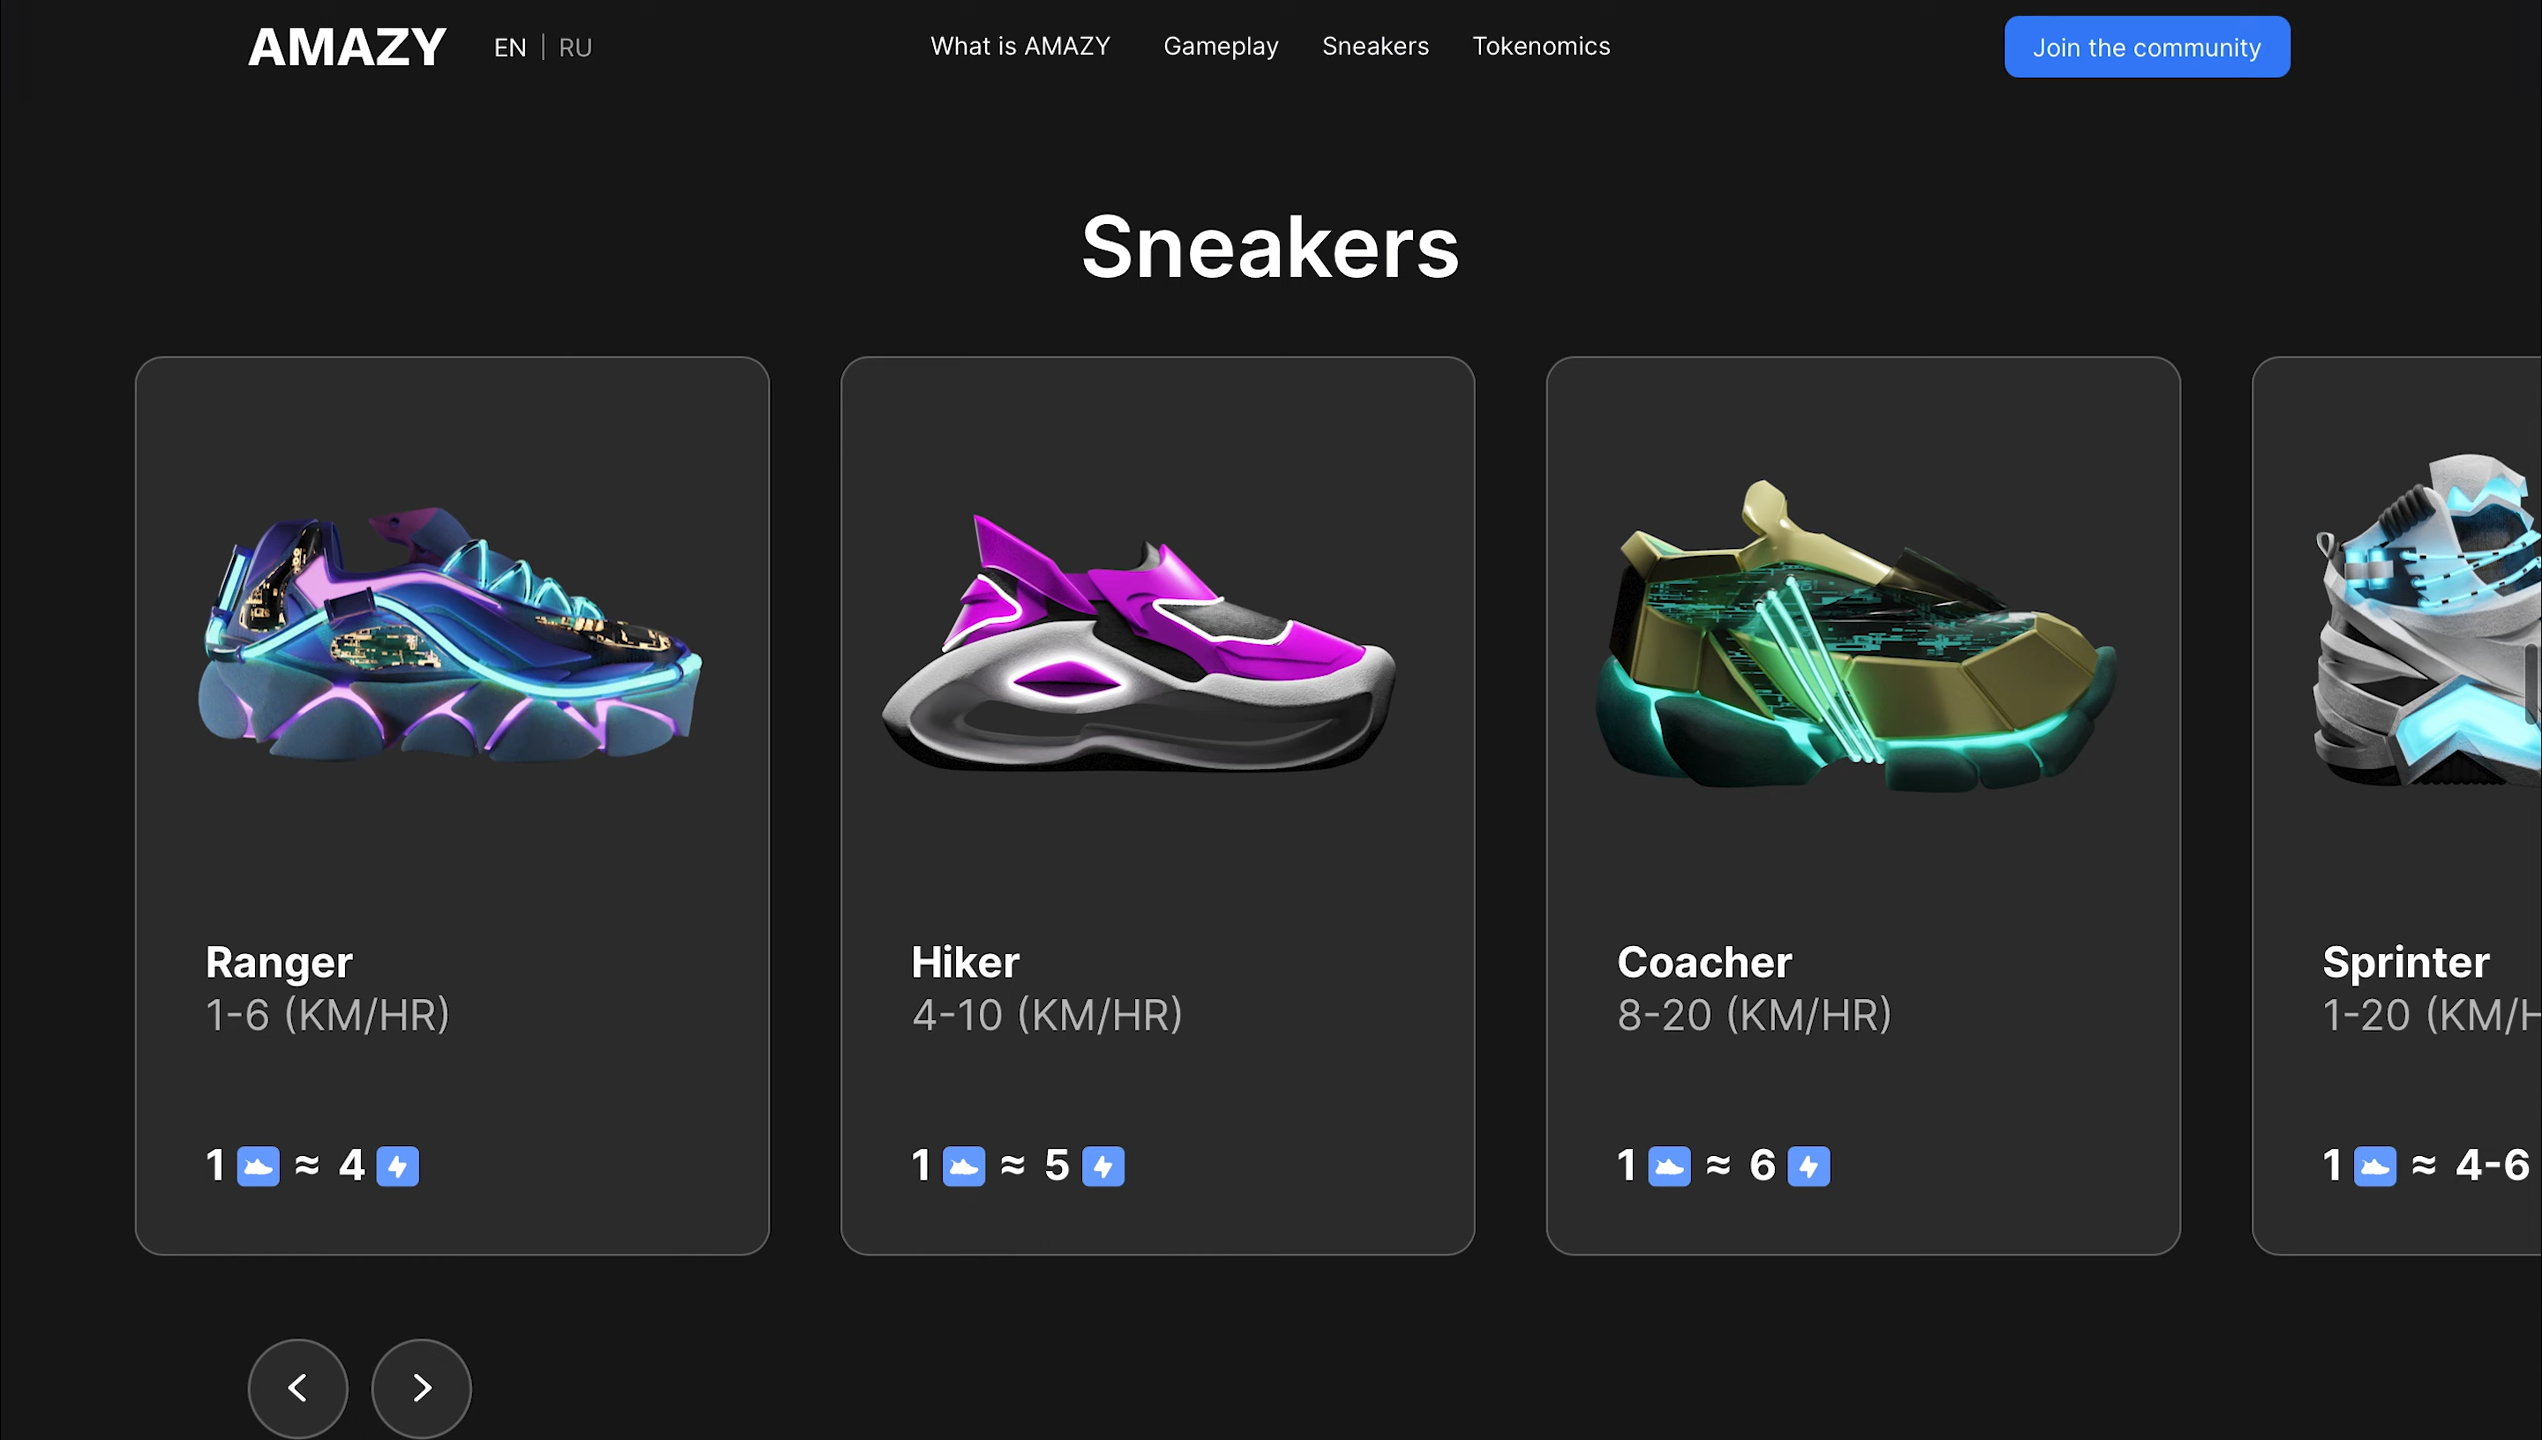 AMAZY
EN | RU
What is AMAZY
Gameplay
Sneakers
Tokenomics
Join the community
Sneakers
Ranger
1-6 (KM/HR)
1 ≈ 4
Hiker
4-10 (KM/HR)
1 ≈ 5
Coacher
8-20 (KM/HR)
1 ≈ 6
Sprinter
1-20 (KM/H
1 ≈ 4-6